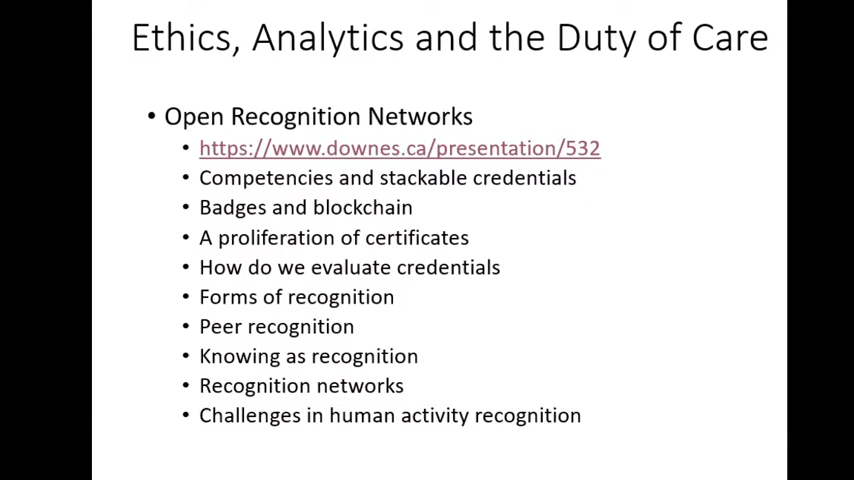 Ethics, Analytics and the Duty of Care
• Open Recognition Networks
• https://www.downes.ca/presentation/532
• Competencies and stackable credentials
• Badges and blockchain
• A proliferation of certificates
• How do we evaluate credentials
• Forms of recognition
• Peer recognition
• Knowing as recognition
• Recognition networks
• Challenges in human activity recognition